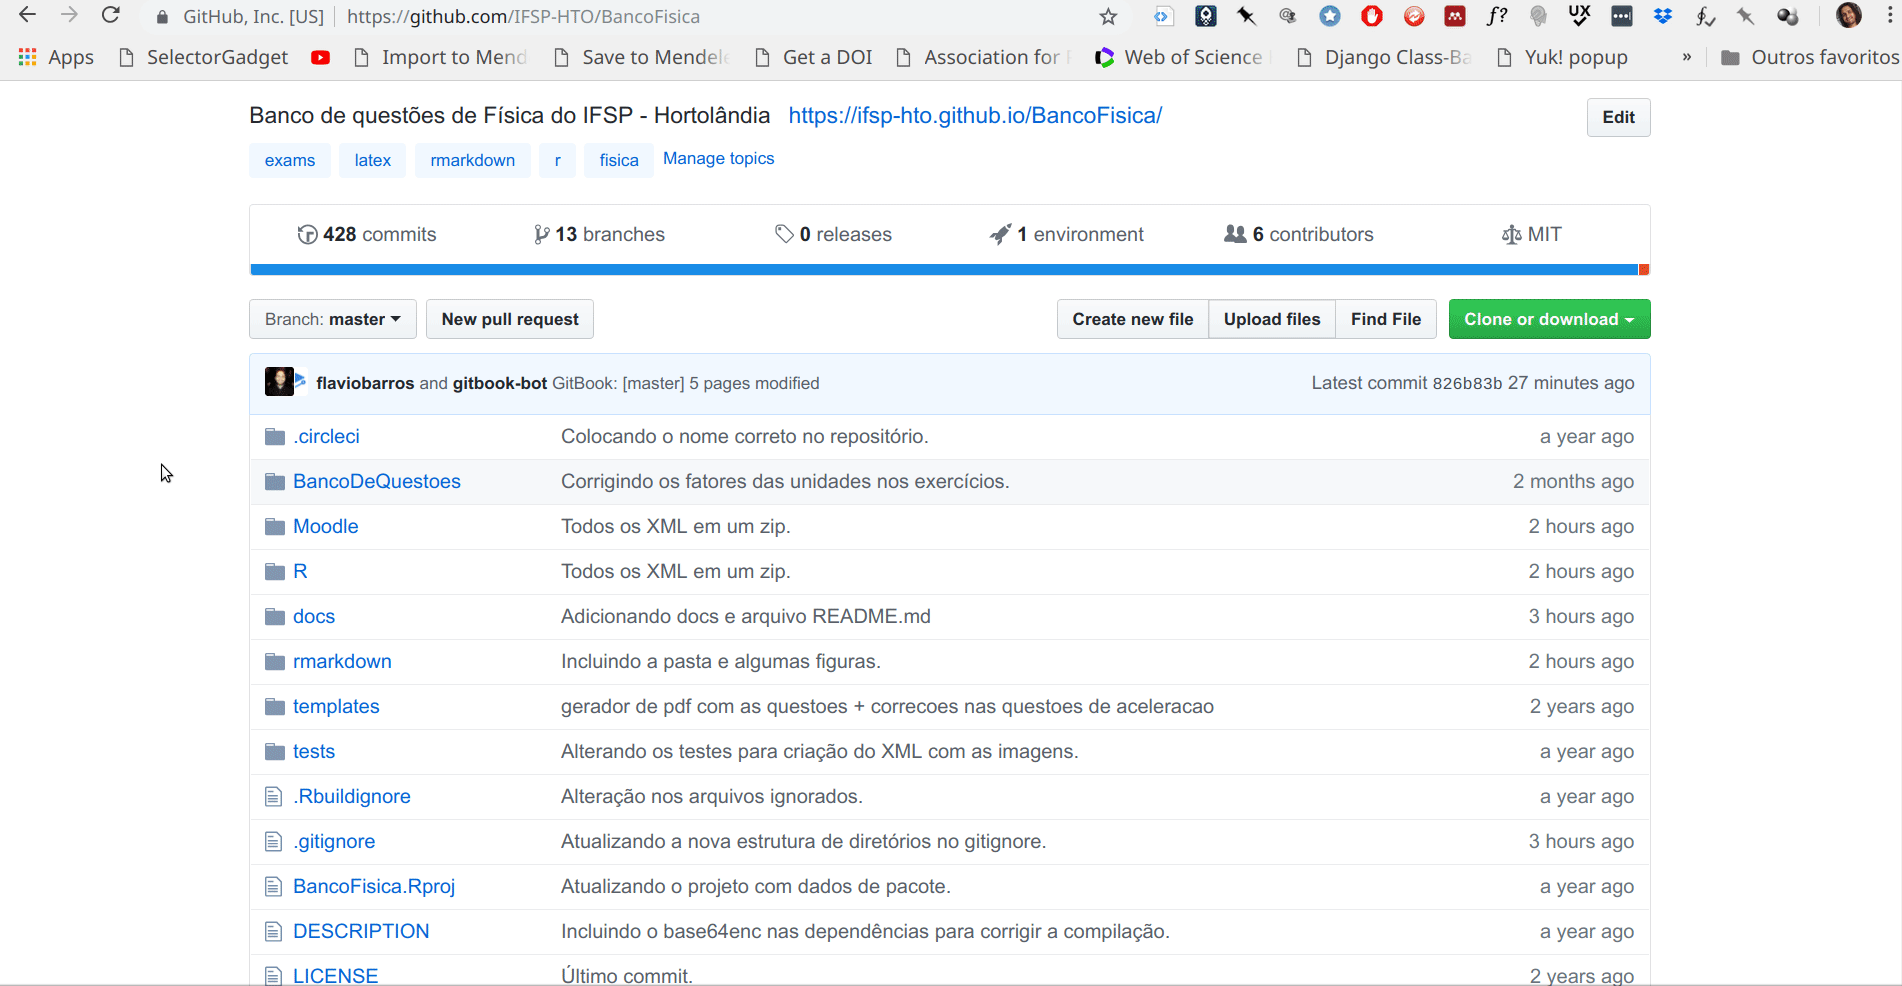 GitHub, Inc. [US] https://github.com/IFSP-HTO/BancoFisica
Apps SelectorGadget Import to Mend Save to Mendele Get a DOI Association for Web of Science Django Class-Ba Yuk! popup » Outros favoritos
Banco de questões de Física do IFSP - Hortolândia https://ifsp-hto.github.io/BancoFisica/ Edit
exams latex rmarkdown r fisica Manage topics
428 commits 13 branches 0 releases 1 environment 6 contributors MIT
Branch: master New pull request Create new file Upload files Find File Clone or download
flaviobarros and gitbook-bot GitBook: [master] 5 pages modified Latest commit 826b83b 27 minutes ago
.circleci Colocando o nome correto no repositório. a year ago
BancoDeQuestoes Corrigindo os fatores das unidades nos exercícios. 2 months ago
Moodle Todos os XML em um zip. 2 hours ago
R Todos os XML em um zip. 2 hours ago
docs Adicionando docs e arquivo README.md 3 hours ago
rmarkdown Incluindo a pasta e algumas figuras. 2 hours ago
templates gerador de pdf com as questoes + correcoes nas questoes de aceleracao 2 years ago
tests Alterando os testes para criação do XML com as imagens. a year ago
.Rbuildignore Alteração nos arquivos ignorados. a year ago
.gitignore Atualizando a nova estrutura de diretórios no gitignore. 3 hours ago
BancoFisica.Rproj Atualizando o projeto com dados de pacote. a year ago
DESCRIPTION Incluindo o base64enc nas dependências para corrigir a compilação. a year ago
LICENSE Último commit. 2 years ago